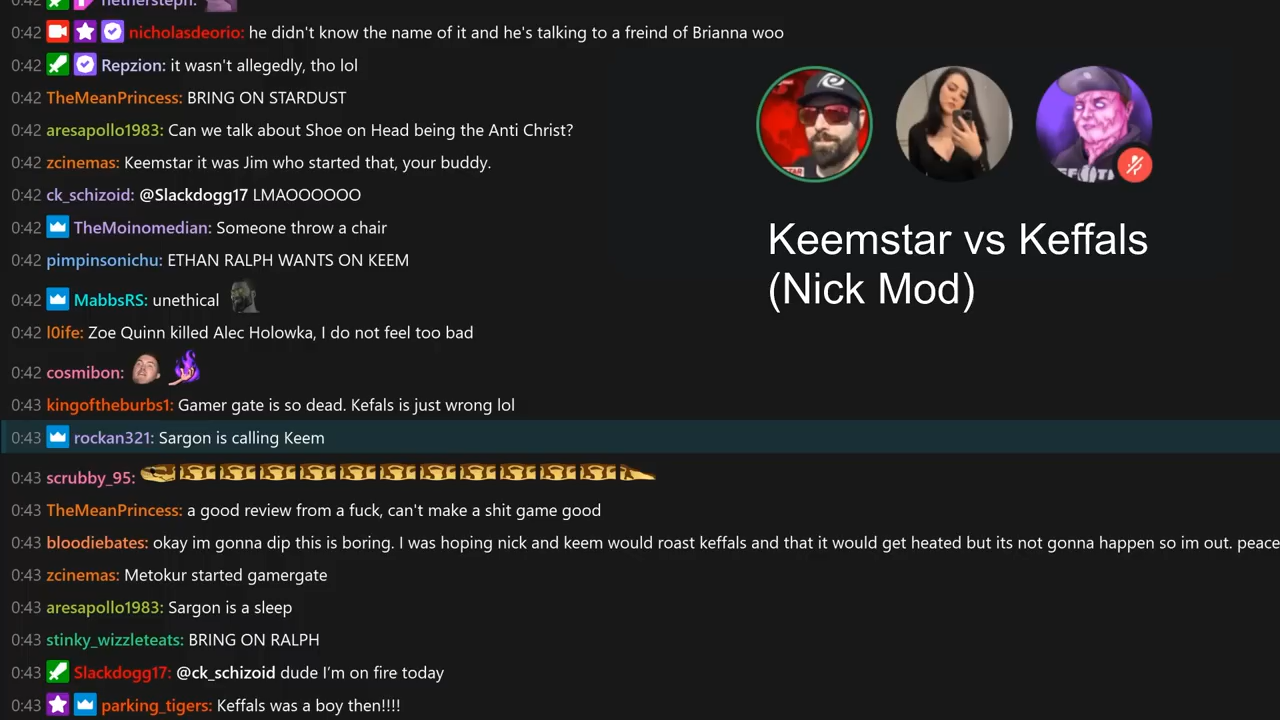 0:42 nethersteph:
0:42 nicholasdeorio: he didn't know the name of it and he's talking to a freind of Brianna woo
0:42 Repzion: it wasn't allegedly, tho lol
0:42 TheMeanPrincess: BRING ON STARDUST
0:42 aresapollo1983: Can we talk about Shoe on Head being the Anti Christ?
0:42 zcinemas: Keemstar it was Jim who started that, your buddy.
0:42 ck_schizoid: @Slackdogg17 LMAOOOOOO
0:42 TheMoinomedian: Someone throw a chair
0:42 pimpinsonichu: ETHAN RALPH WANTS ON KEEM
0:42 MabbsRS: unethical
0:42 l0ife: Zoe Quinn killed Alec Holowka, I do not feel too bad
0:42 cosmibon:
0:43 kingoftheburbs1: Gamer gate is so dead. Kefals is just wrong lol
0:43 rockan321: Sargon is calling Keem
0:43 scrubby_95:
0:43 TheMeanPrincess: a good review from a fuck, can't make a shit game good
0:43 bloodiebates: okay im gonna dip this is boring. I was hoping nick and keem would roast keffals and that it would get heated but its not gonna happen so im out. peace
0:43 zcinemas: Metokur started gamergate
0:43 aresapollo1983: Sargon is a sleep
0:43 stinky_wizzleteats: BRING ON RALPH
0:43 Slackdogg17: @ck_schizoid dude I'm on fire today
0:43 parking_tigers: Keffals was a boy then!!!!
Keemstar vs Keffals
(Nick Mod)